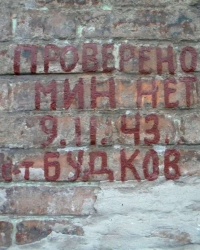 ПРОВЕРЕНО
МИН НЕТ
9.11.43
л-т БУДКОВ